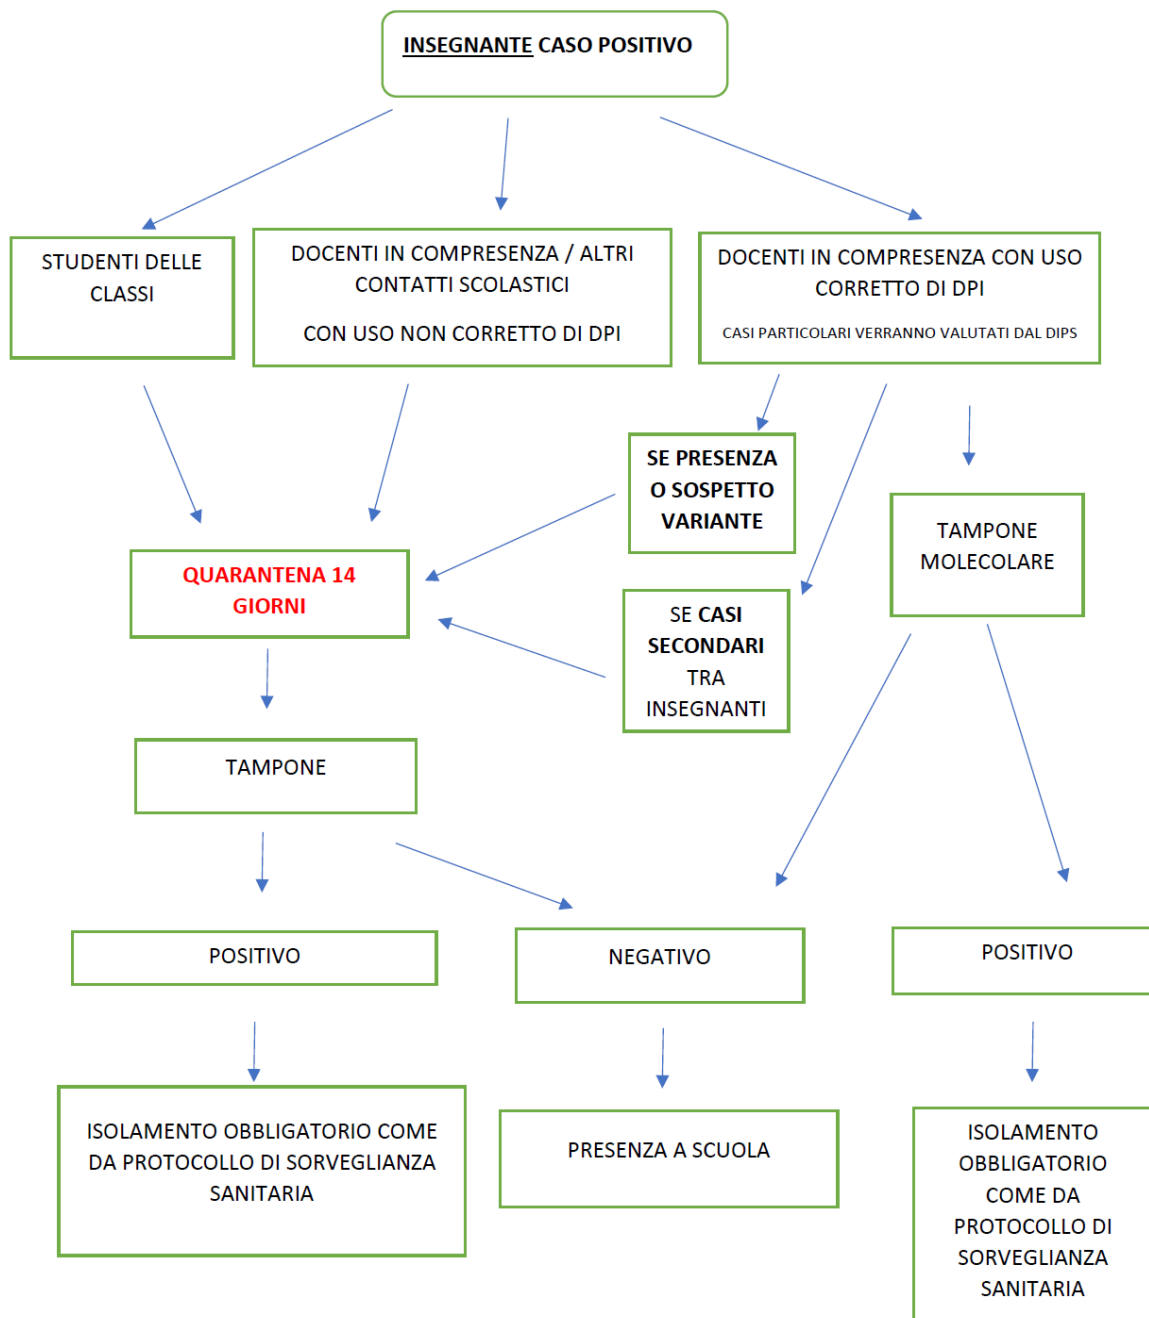 INSEGNANTE CASO POSITIVO
STUDENTI DELLE
CLASSI
DOCENTI IN COMPRESENZA / ALTRI
CONTATTI SCOLASTICI
CON USO NON CORRETTO DI DPI
DOCENTI IN COMPRESENZA CON USO
CORRETTO DI DPI
CASI PARTICOLARI VERRANNO VALUTATI DAL DIPS
SE PRESENZA
O SOSPETTO
VARIANTE
TAMPONE
MOLECOLARE
QUARANTENA 14
GIORNI
SE CASI
SECONDARI
TRA
INSEGNANTI
TAMPONE
POSITIVO
NEGATIVO
POSITIVO
ISOLAMENTO OBBLIGATORIO COME
DA PROTOCOLLO DI SORVEGLIANZA
SANITARIA
PRESENZA A SCUOLA
ISOLAMENTO
OBBLIGATORIO
COME DA
PROTOCOLLO DI
SORVEGLIANZA
SANITARIA